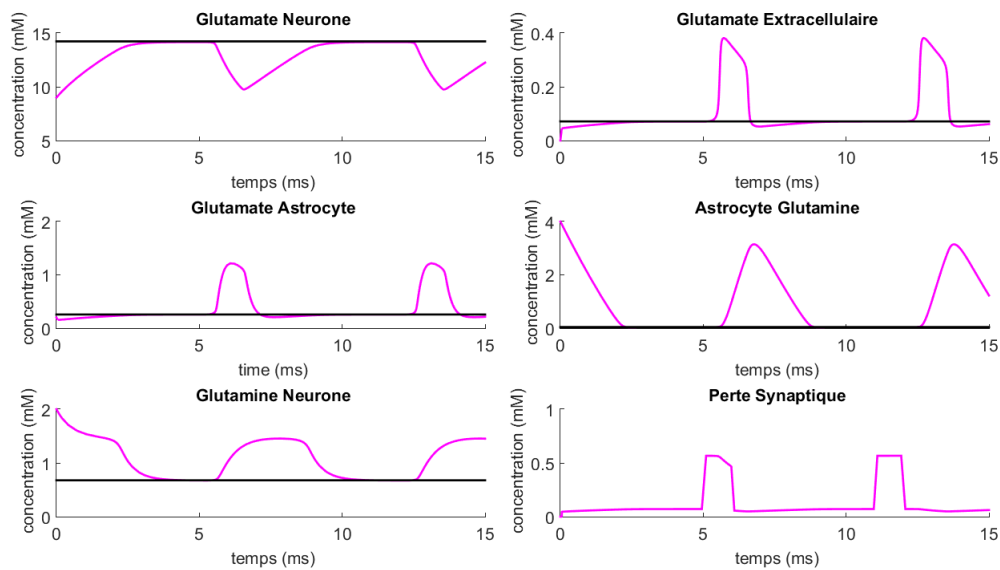 Glutamate Neurone
concentration (mM)
15
10
5
0 5 10 15
temps (ms)
Glutamate Extracellulaire
concentration (mM)
0.4
0.2
0
0 5 10 15
temps (ms)
Glutamate Astrocyte
concentration (mM)
2
1
0
0 5 10 15
time (ms)
Astrocyte Glutamine
concentration (mM)
4
2
0
0 5 10 15
temps (ms)
Glutamine Neurone
concentration (mM)
2
1
0
0 5 10 15
temps (ms)
Perte Synaptique
concentration (mM)
1
0.5
0
0 5 10 15
temps (ms)